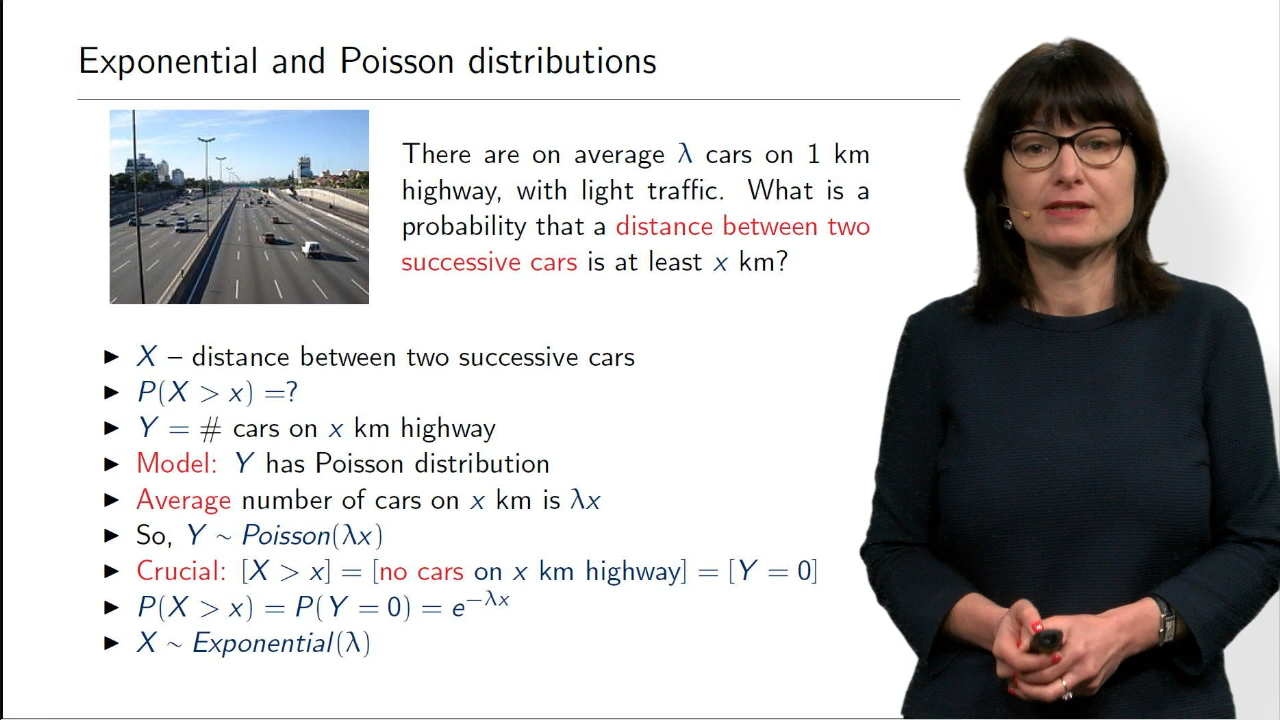 Exponential and Poisson distributions
There are on average λ cars on 1 km
highway, with light traffic. What is a
probability that a distance between two
successive cars is at least x km?
► X – distance between two successive cars
► P(X > x) =?
► Y = # cars on x km highway
► Model: Y has Poisson distribution
► Average number of cars on x km is λx
► So, Y ~ Poisson(λx)
► Crucial: [X > x] = [no cars on x km highway] = [Y = 0]
► P(X > x) = P(Y = 0) = e^{−λx}
► X ~ Exponential(λ)